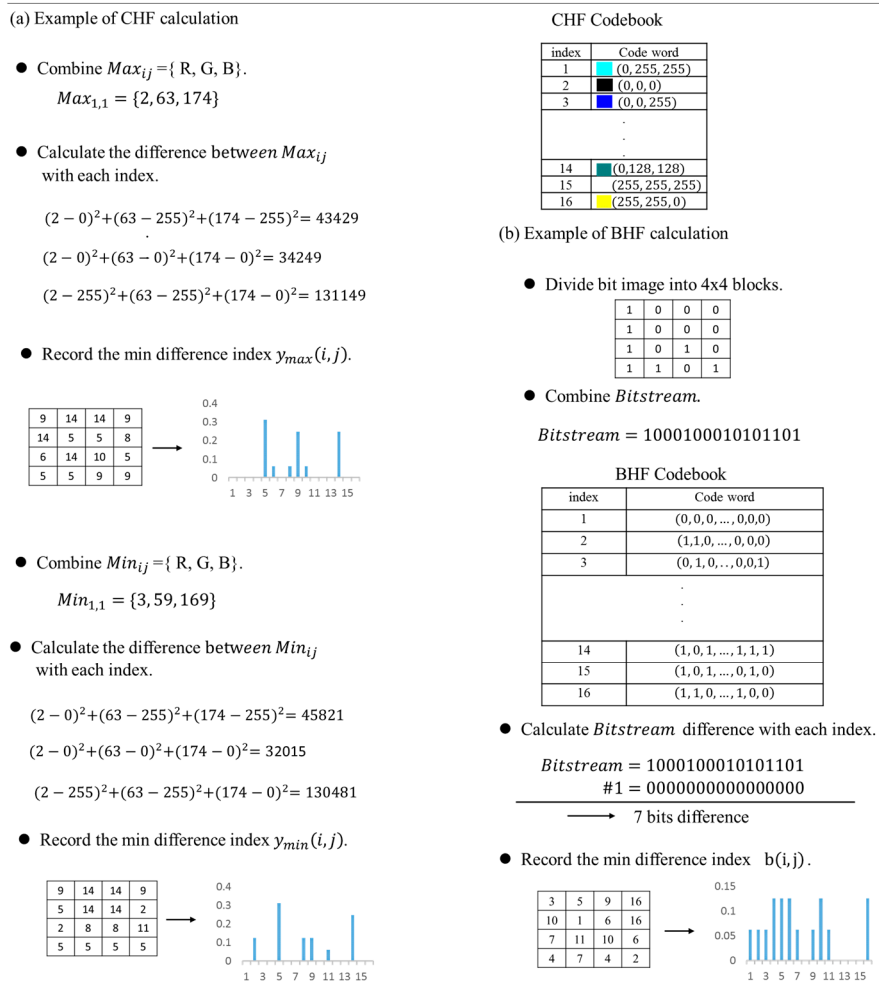 (a) Example of CHF calculation
● Combine Max_ij ={ R, G, B}.
Max_1,1 = {2, 63, 174}
● Calculate the difference between Max_ij
with each index.
(2 − 0)²+(63 − 255)²+(174 − 255)²= 43429
.
(2 − 0)²+(63 − 0)²+(174 − 0)²= 34249
(2 − 255)²+(63 − 255)²+(174 − 0)²= 131149
● Record the min difference index y_max(i, j).
9 14 14 9
14 5 5 8
6 14 10 5
5 5 9 9
0.4
0.3
0.2
0.1
0
1 3 5 7 9 11 13 15
● Combine Min_ij ={ R, G, B}.
Min_1,1 = {3, 59, 169}
● Calculate the difference between Min_ij
with each index.
(2 − 0)²+(63 − 255)²+(174 − 255)²= 45821
(2 − 0)²+(63 − 0)²+(174 − 0)²= 32015
(2 − 255)²+(63 − 255)²+(174 − 0)²= 130481
● Record the min difference index y_min(i, j).
9 14 14 9
5 14 14 2
2 8 8 11
5 5 5 5
0.4
0.3
0.2
0.1
0
1 3 5 7 9 11 13 15
CHF Codebook
index Code word
1 (0, 255, 255)
2 (0, 0, 0)
3 (0, 0, 255)
.
.
.
14 (0,128, 128)
15 (255, 255, 255)
16 (255, 255, 0)
(b) Example of BHF calculation
● Divide bit image into 4x4 blocks.
1 0 0 0
1 0 0 0
1 0 1 0
1 1 0 1
● Combine Bitstream.
Bitstream = 1000100010101101
BHF Codebook
index Code word
1 (0, 0, 0, ..., 0,0,0)
2 (1,1,0, ..., 0, 0,0)
3 (0, 1, 0, . . , 0,0,1)
.
.
.
14 (1, 0, 1, ..., 1, 1, 1)
15 (1, 0, 1, ..., 0, 1, 0)
16 (1, 1, 0, ..., 1, 0, 0)
● Calculate Bitstream difference with each index.
Bitstream = 1000100010101101
#1 = 0000000000000000
7 bits difference
● Record the min difference index b(i,j) .
3 5 9 16
10 1 6 16
7 11 10 6
4 7 4 2
0.15
0.1
0.05
0
1 3 5 7 9 11 13 15